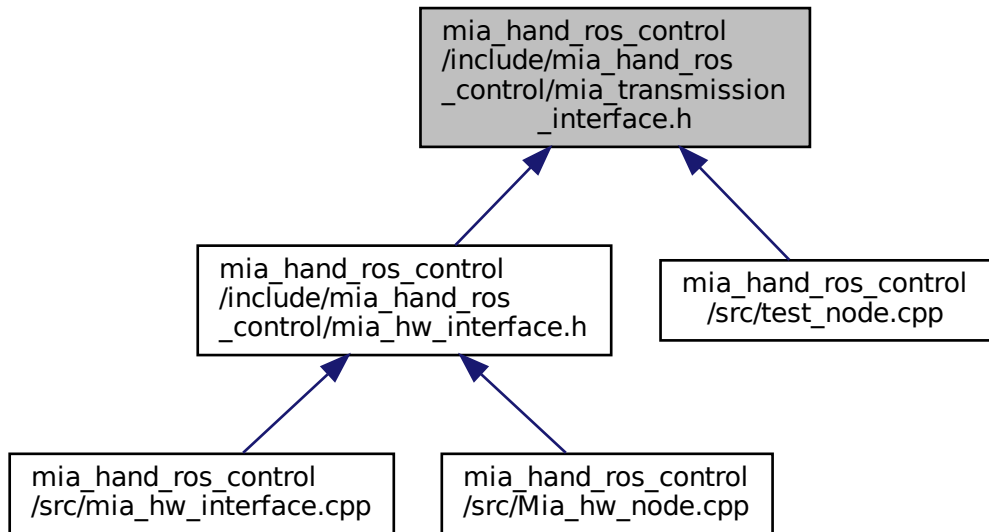 mia_hand_ros_control
/include/mia_hand_ros
_control/mia_transmission
_interface.h
mia_hand_ros_control
/include/mia_hand_ros
_control/mia_hw_interface.h
mia_hand_ros_control
/src/test_node.cpp
mia_hand_ros_control
/src/mia_hw_interface.cpp
mia_hand_ros_control
/src/Mia_hw_node.cpp